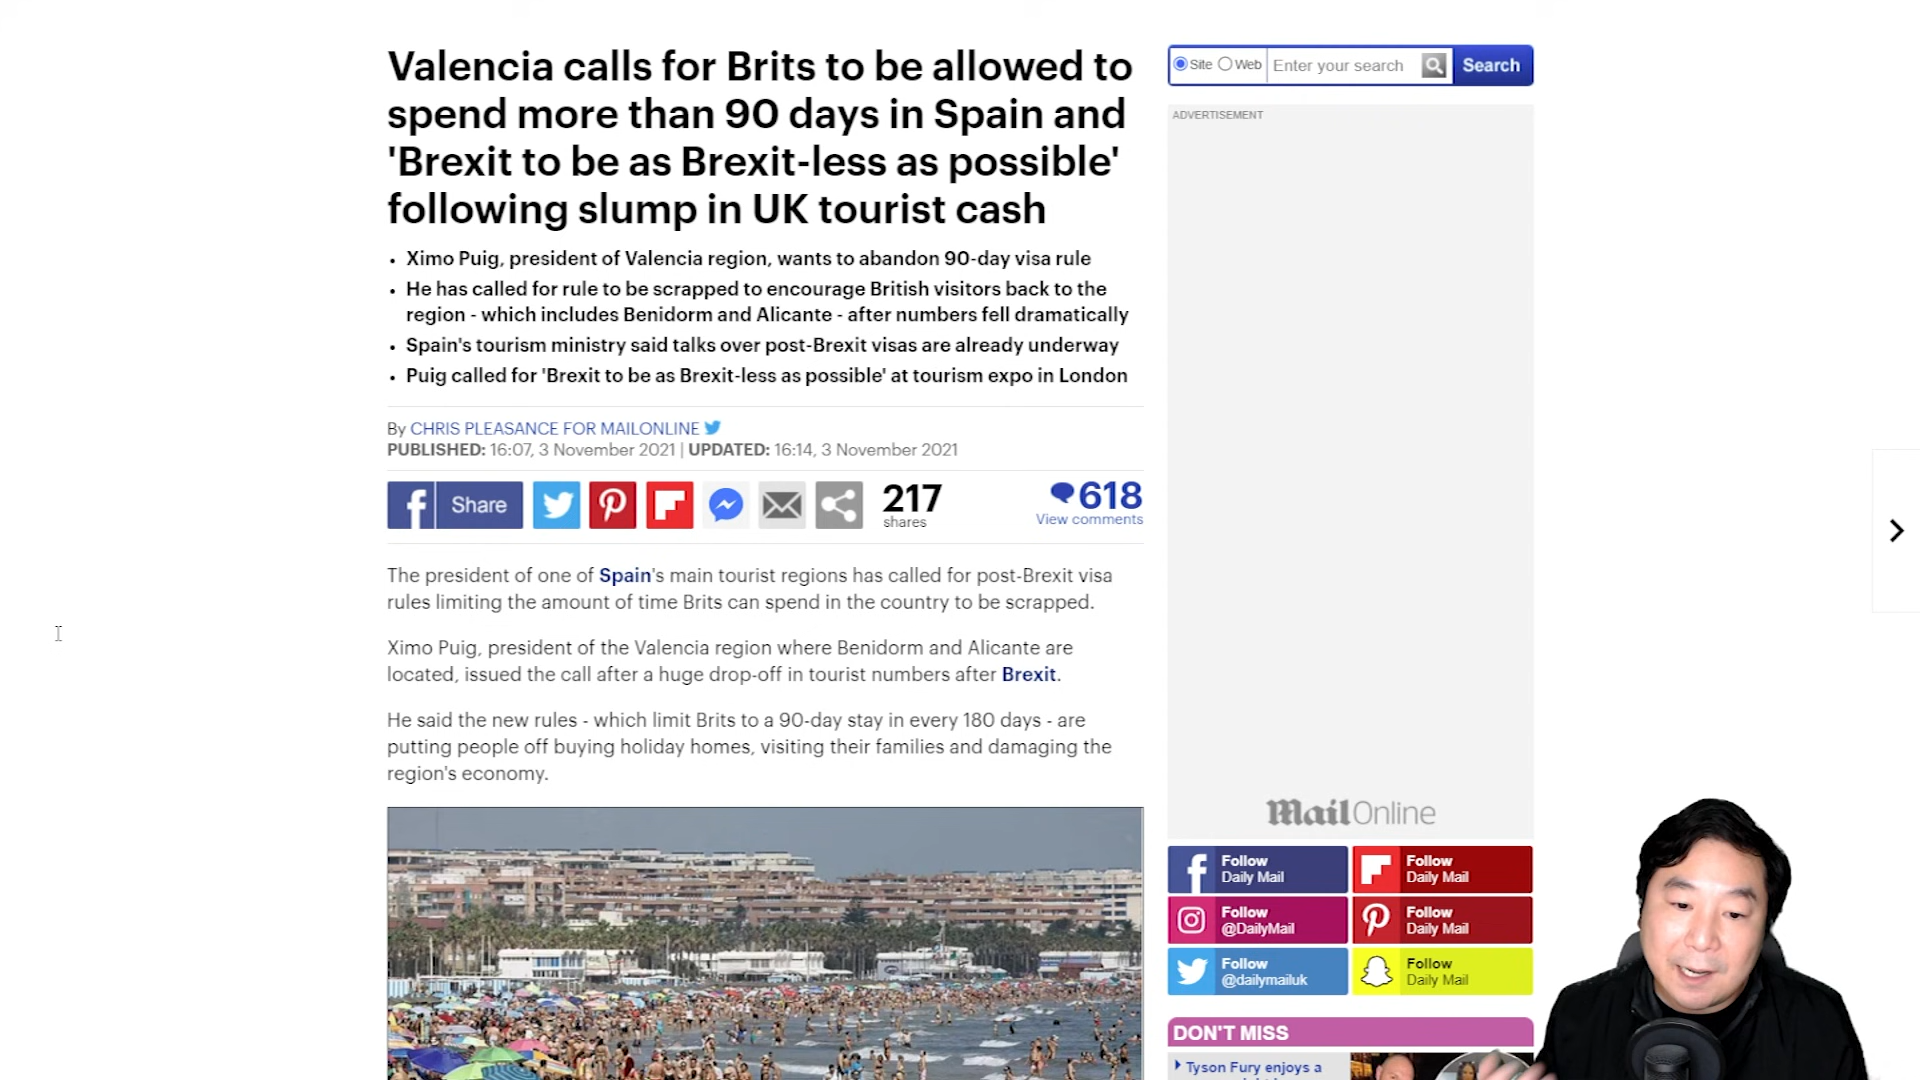 Valencia calls for Brits to be allowed to
spend more than 90 days in Spain and
'Brexit to be as Brexit-less as possible'
following slump in UK tourist cash
Ximo Puig, president of Valencia region, wants to abandon 90-day visa rule
He has called for rule to be scrapped to encourage British visitors back to the
region - which includes Benidorm and Alicante - after numbers fell dramatically
Spain's tourism ministry said talks over post-Brexit visas are already underway
Puig called for 'Brexit to be as Brexit-less as possible' at tourism expo in London
By CHRIS PLEASANCE FOR MAILONLINE
PUBLISHED: 16:07, 3 November 2021 | UPDATED: 16:14, 3 November 2021
Share
217
shares
618
View comments
The president of one of Spain's main tourist regions has called for post-Brexit visa
rules limiting the amount of time Brits can spend in the country to be scrapped.
Ximo Puig, president of the Valencia region where Benidorm and Alicante are
located, issued the call after a huge drop-off in tourist numbers after Brexit.
He said the new rules - which limit Brits to a 90-day stay in every 180 days - are
putting people off buying holiday homes, visiting their families and damaging the
region's economy.
Site Web Enter your search Search
ADVERTISEMENT
Mail Online
Follow
Daily Mail
Follow
Daily Mail
Follow
@DailyMail
Follow
Daily Mail
Follow
@dailymailuk
Follow
Daily Mail
DON'T MISS
Tyson Fury enjoys a